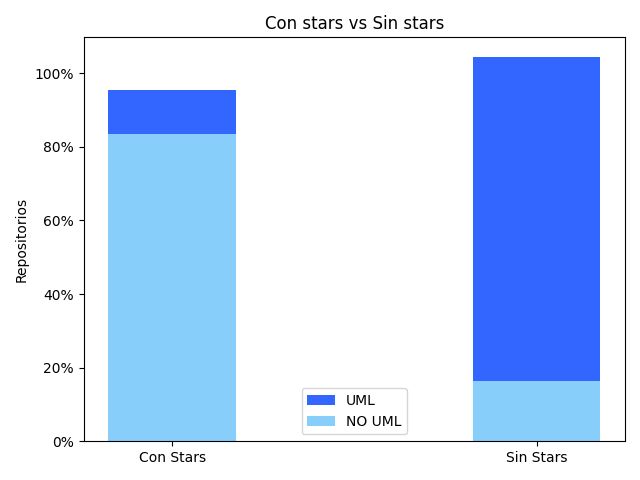 Con stars vs Sin stars
Repositorios
100%
80%
60%
40%
20%
0%
UML
NO UML
Con Stars
Sin Stars